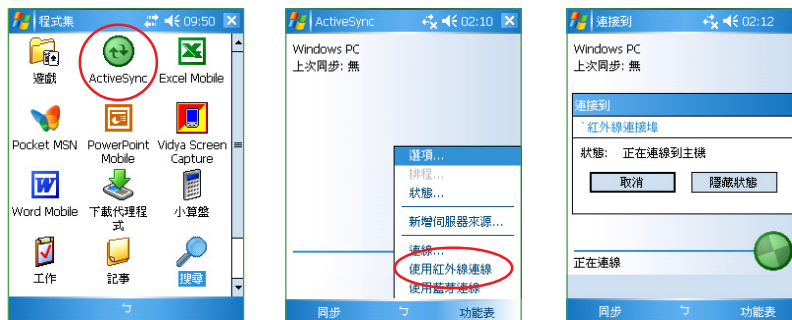 程式集 09:50
遊戲 ActiveSync Excel Mobile
Pocket MSN PowerPoint Mobile Vidya Screen Capture
Word Mobile 下載代理程式 小算盤
工作 記事 搜尋
ActiveSync 02:10
Windows PC
上次同步: 無
選項...
排程...
狀態...
新增伺服器來源...
連線...
使用紅外線連線
使用藍芽連線
同步 功能表
連接到 02:12
Windows PC
上次同步: 無
連接到
`紅外線連接埠
狀態: 正在連線到主機
取消 隱藏狀態
正在連線
同步 功能表